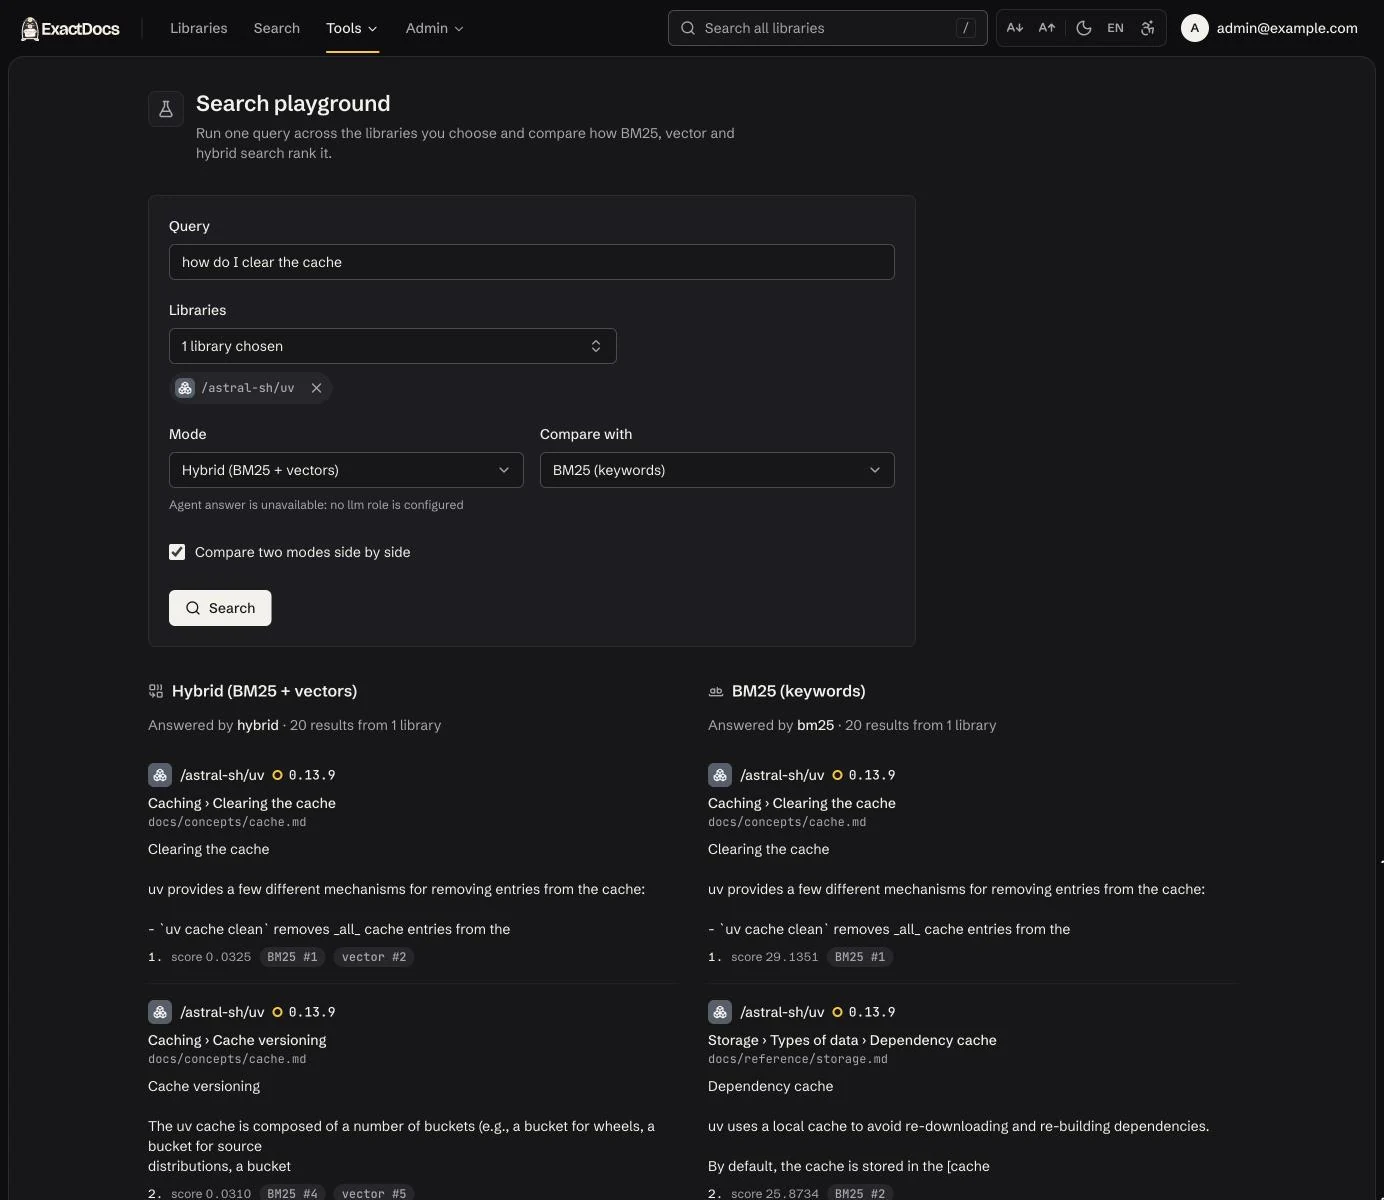 ExactDocs
Libraries
Search
Tools
Admin
Search all libraries
/
A
A
EN
A
admin@example.com
Search playground
Run one query across the libraries you choose and compare how BM25, vector and
hybrid search rank it.
Query
how do I clear the cache
Libraries
1 library chosen
/astral-sh/uv
Mode
Compare with
Hybrid (BM25 + vectors)
BM25 (keywords)
Agent answer is unavailable: no llm role is configured
Compare two modes side by side
Search
Hybrid (BM25 + vectors)
Answered by hybrid · 20 results from 1 library
/astral-sh/uv 0.13.9
Caching › Clearing the cache
docs/concepts/cache.md
Clearing the cache
uv provides a few different mechanisms for removing entries from the cache:
- `uv cache clean` removes _all_ cache entries from the
1. score 0.0325 BM25 #1 vector #2
/astral-sh/uv 0.13.9
Caching › Cache versioning
docs/concepts/cache.md
Cache versioning
The uv cache is composed of a number of buckets (e.g., a bucket for wheels, a
bucket for source
distributions, a bucket
2. score 0.0310 BM25 #4 vector #5
ab BM25 (keywords)
Answered by bm25 · 20 results from 1 library
/astral-sh/uv 0.13.9
Caching › Clearing the cache
docs/concepts/cache.md
Clearing the cache
uv provides a few different mechanisms for removing entries from the cache:
- `uv cache clean` removes _all_ cache entries from the
1. score 29.1351 BM25 #1
/astral-sh/uv 0.13.9
Storage › Types of data › Dependency cache
docs/reference/storage.md
Dependency cache
uv uses a local cache to avoid re-downloading and re-building dependencies.
By default, the cache is stored in the [cache
2. score 25.8734 BM25 #2